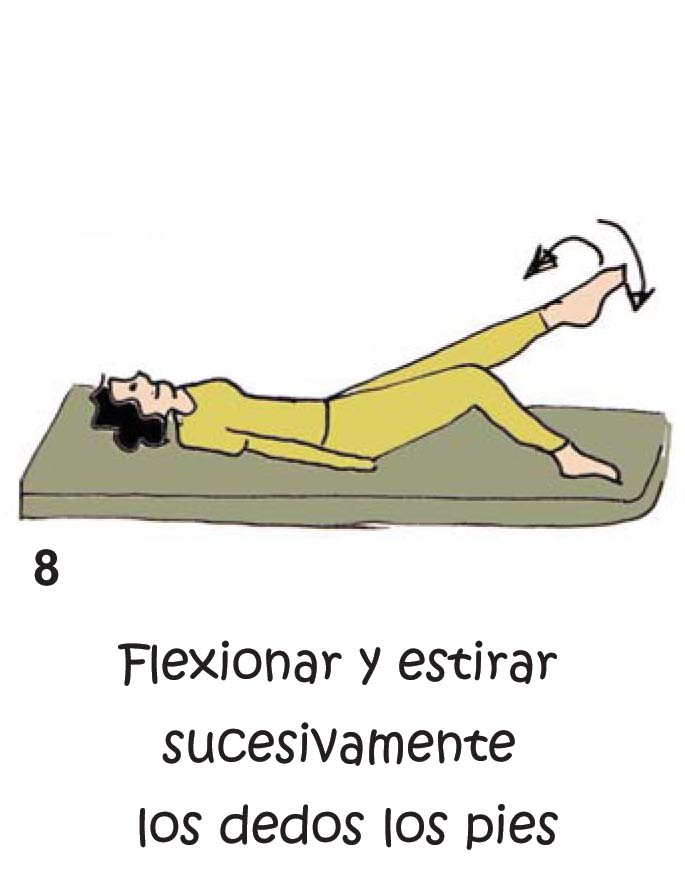 8
Flexionar y estirar
sucesivamente
los dedos los pies